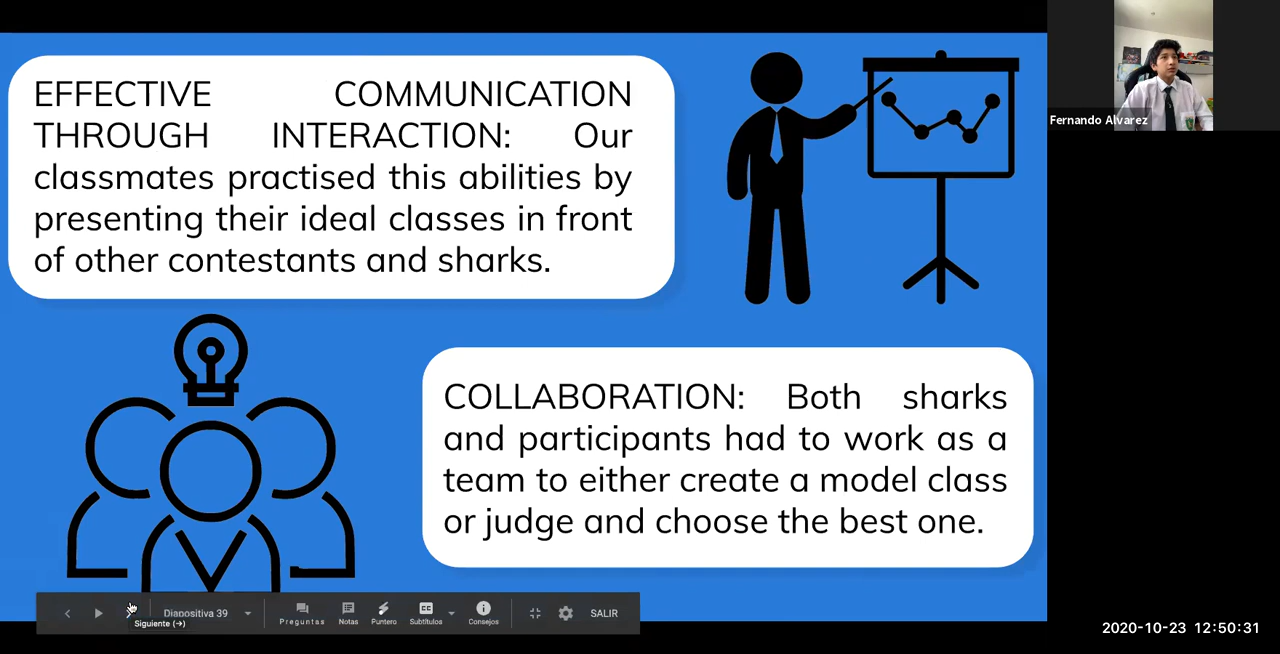 EFFECTIVE COMMUNICATION
THROUGH INTERACTION: Our
classmates practised this abilities by
presenting their ideal classes in front
of other contestants and sharks.
COLLABORATION: Both sharks
and participants had to work as a
team to either create a model class
or judge and choose the best one.
Fernando Alvarez
Diapositiva 39
Preguntas
Notas
Puntero
Subtítulos
Consejos
SALIR
Siguiente (→)
2020-10-23 12:50:31